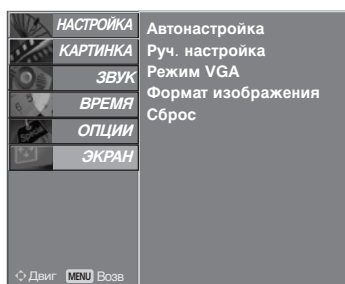 НАСТРОЙКА
КАРТИНКА
ЗВУК
ВРЕМЯ
ОПЦИИ
ЭКРАН
Автонастройка
Руч. настройка
Режим VGA
Формат изображения
Сброс
Двиг MENU Возв